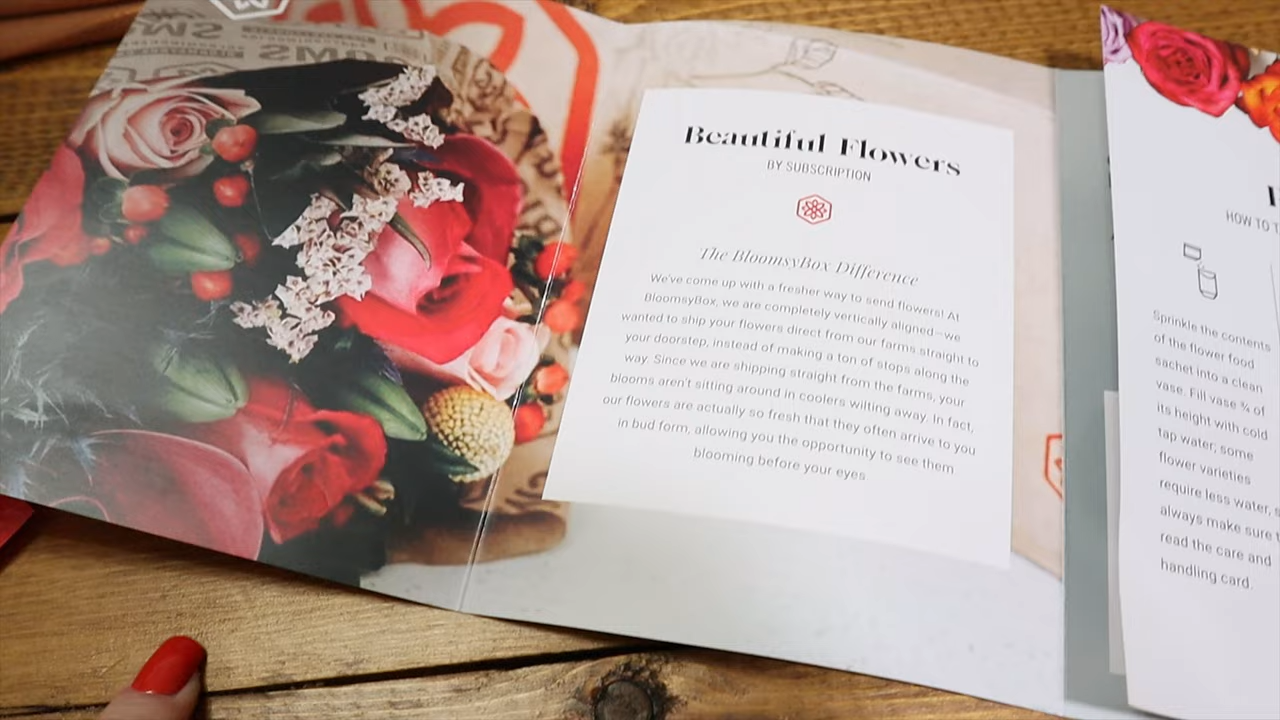 Beautiful Flowers
BY SUBSCRIPTION
The BloomsyBox Difference
We've come up with a fresher way to send flowers! At
BloomsyBox, we are completely vertically aligned—we
wanted to ship your flowers direct from our farms straight to
your doorstep, instead of making a ton of stops along the
way. Since we are shipping straight from the farms, your
blooms aren't sitting around in coolers wilting away. In fact,
our flowers are actually so fresh that they often arrive to you
in bud form, allowing you the opportunity to see them
blooming before your eyes
HOW TO
Sprinkle the contents
of the flower food
sachet into a clean
vase. Fill vase ¾ of
its height with cold
tap water; some
flower varieties
require less water,
always make sure
read the care and
handling card.